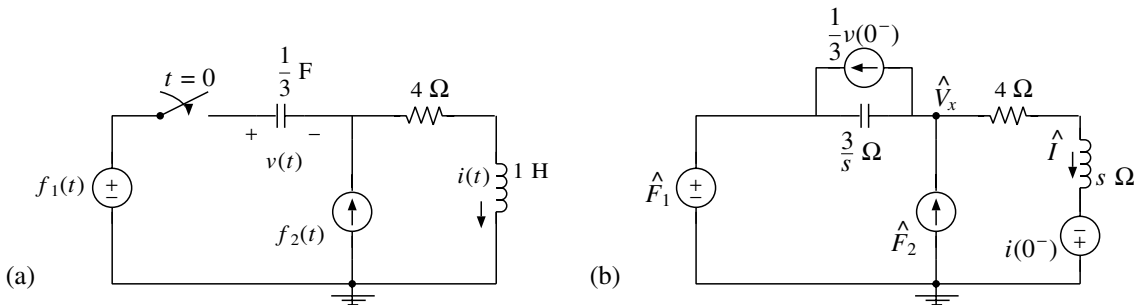 (a)
t = 0
1/3 F
+ v(t) −
4 Ω
f₁(t)
+
−
f₂(t)
i(t)
1 H
(b)
1/3 v(0⁻)
3/s Ω
V̂ₓ
4 Ω
F̂₁
+
−
F̂₂
Î
s Ω
i(0⁻)
−
+